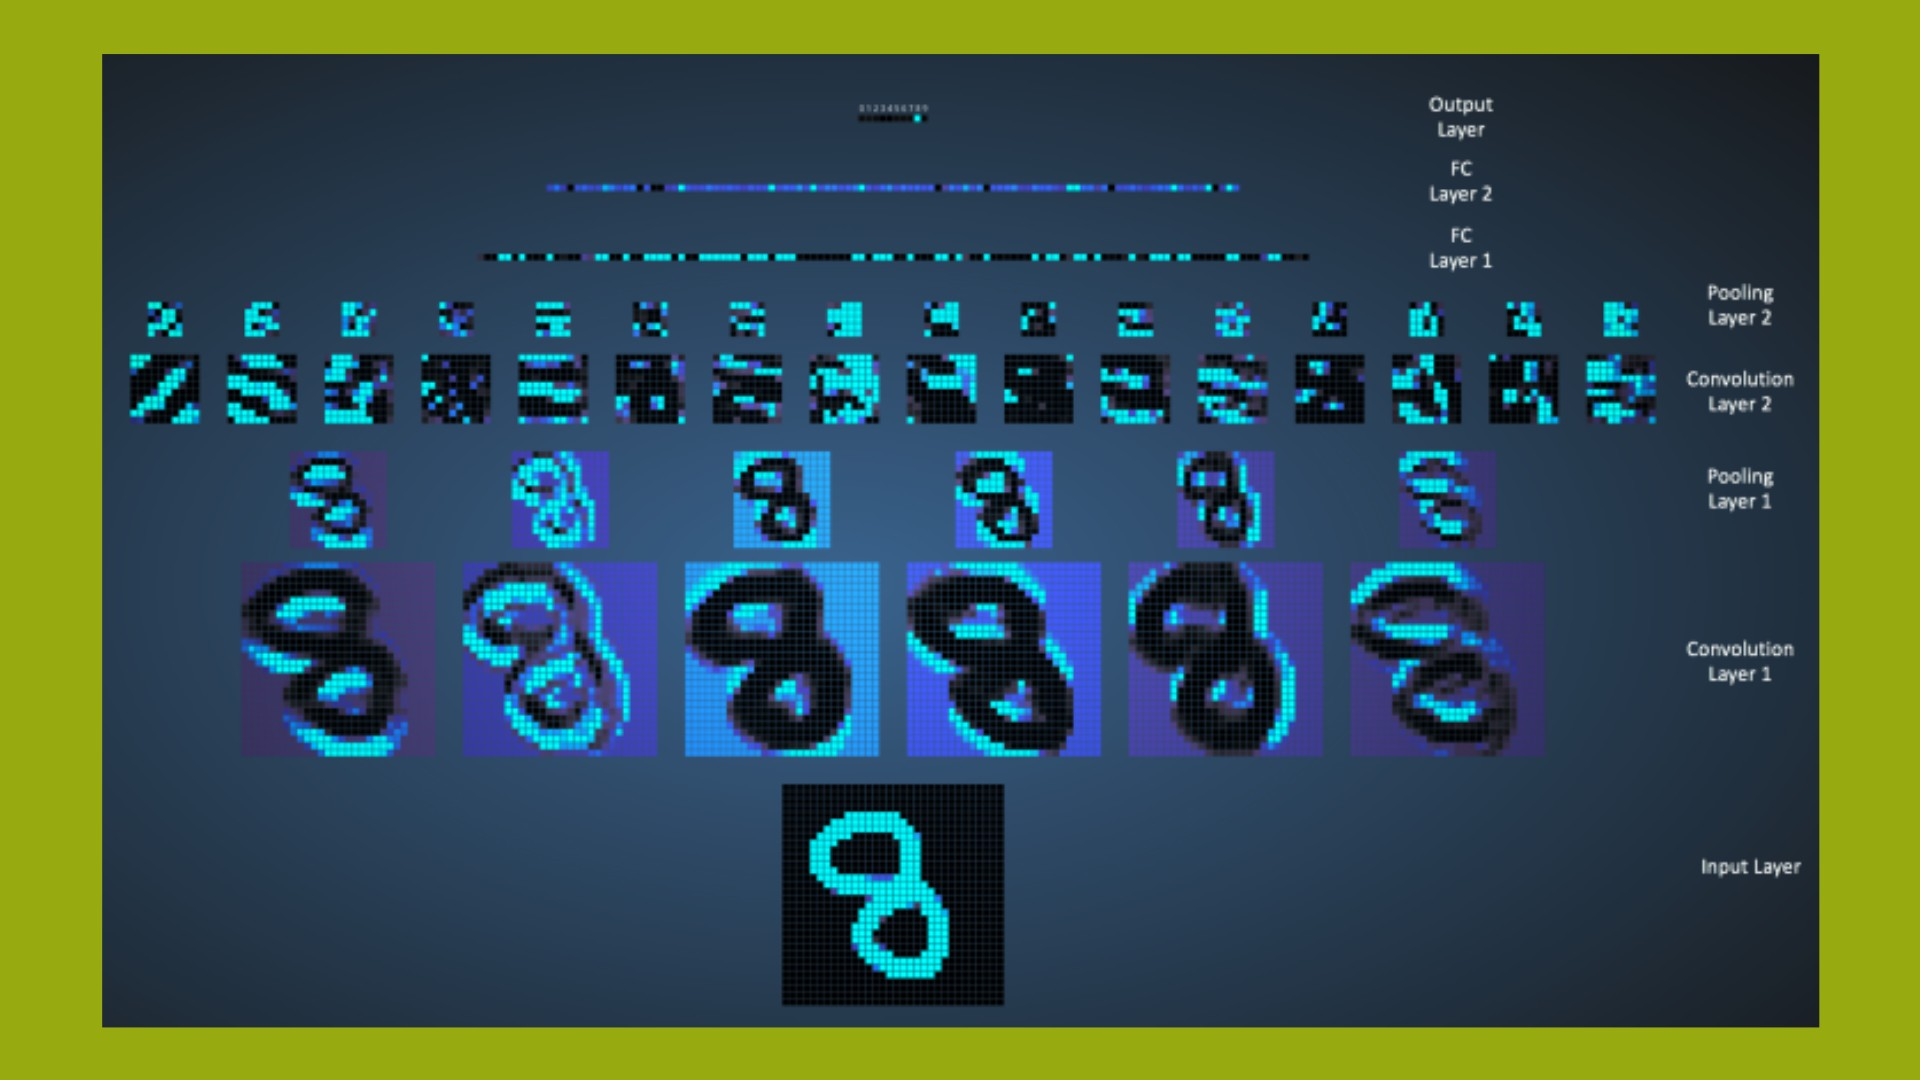 0123456789
Output
Layer
FC
Layer 2
FC
Layer 1
Pooling
Layer 2
Convolution
Layer 2
Pooling
Layer 1
Convolution
Layer 1
Input Layer
8